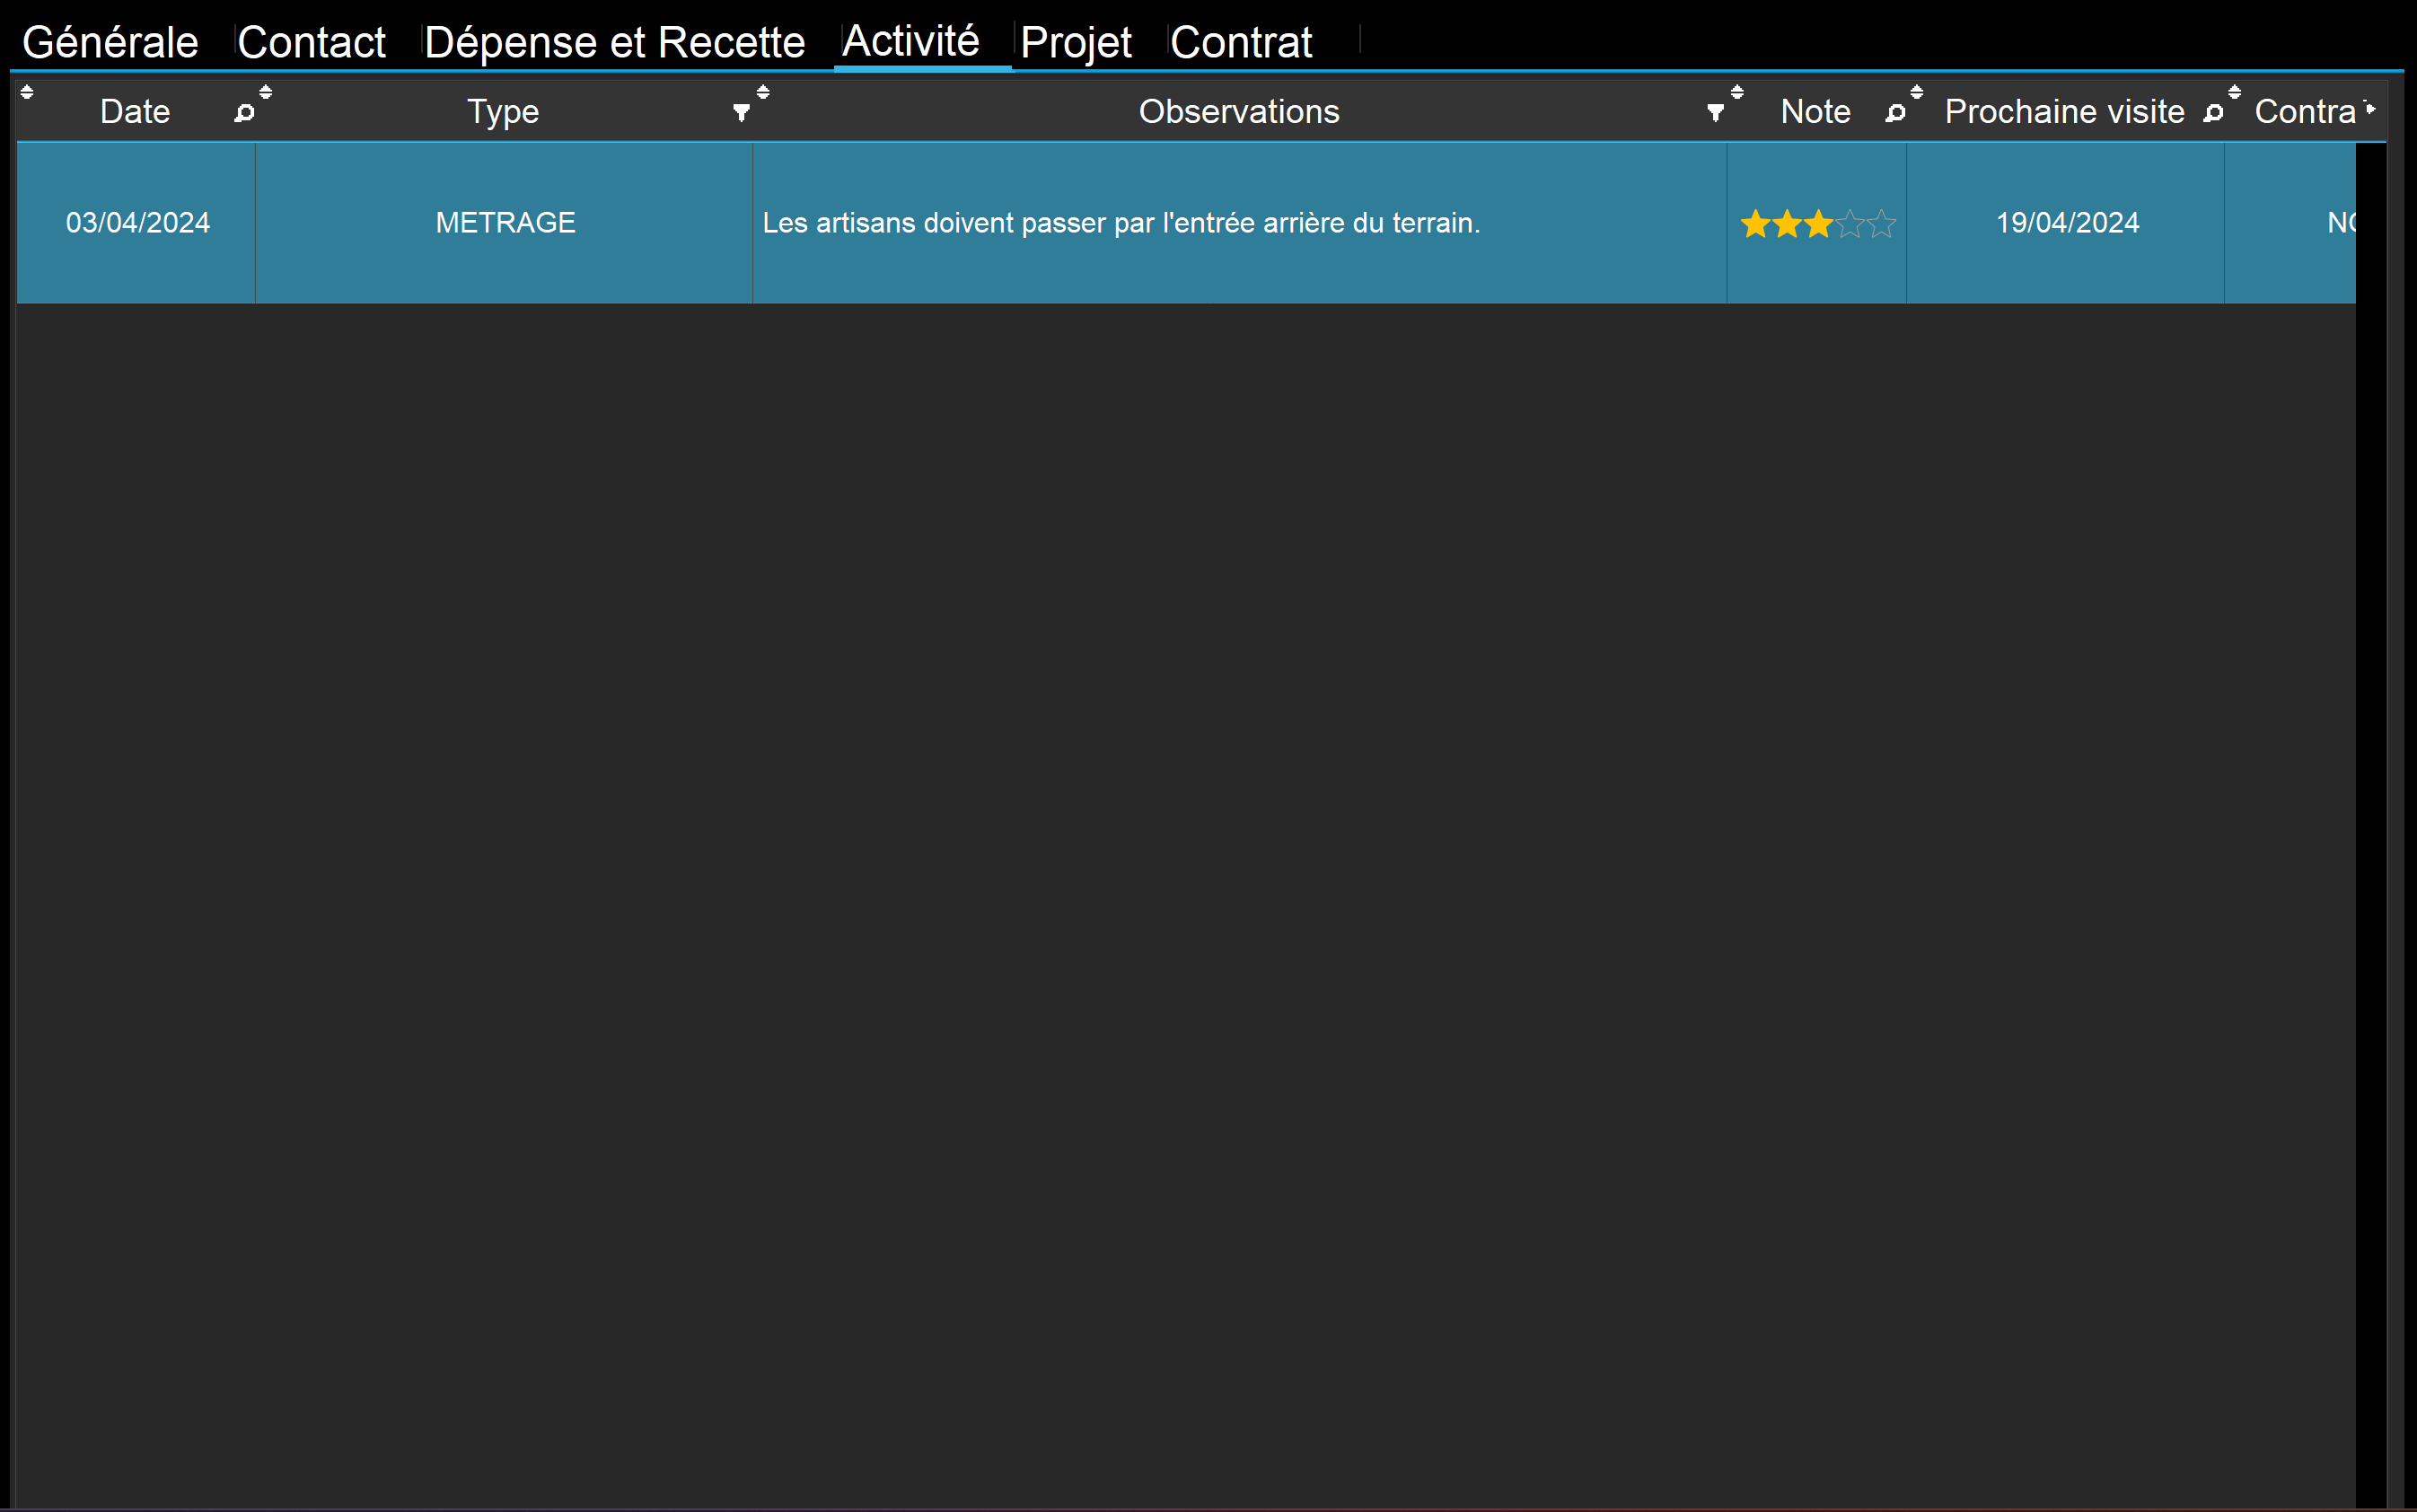 Générale Contact Dépense et Recette Activité Projet Contrat
Date Type Observations Note Prochaine visite Contra
03/04/2024 METRAGE Les artisans doivent passer par l'entrée arrière du terrain. 19/04/2024